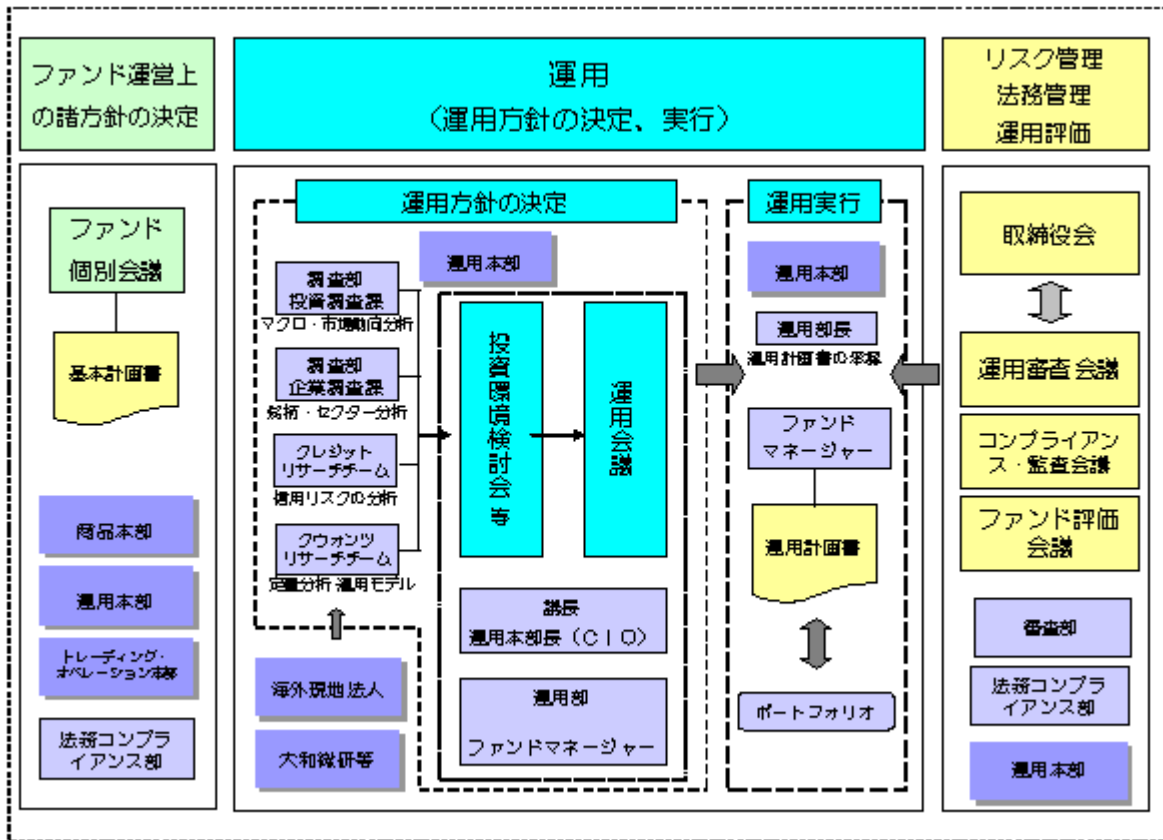 ファンド運営上
の諸方針の決定
運用
（運用方針の決定、実行）
リスク管理
法務管理
運用評価
ファンド
個別会議
基本計画書
商品本部
運用本部
トレーディング・
オペレーション本部
法務コンプラ
イアンス部
運用方針の決定
運用本部
調査部
投資調査課
マクロ・市場動向分析
調査部
企業調査課
銘柄・セクター分析
クレジット
リサーチチーム
信用リスクの分析
クウォンツ
リサーチチーム
定量分析・運用モデル
海外現地法人
大和総研等
投資環境検討会等
運用会議
議長
運用本部長（ＣＩＯ）
運用部
ファンドマネージャー
運用実行
運用本部
運用部長
運用計画書の承認
ファンド
マネージャー
運用計画書
ポートフォリオ
取締役会
運用審査会議
コンプライアン
ス・監査会議
ファンド評価
会議
審査部
法務コンプラ
イアンス部
運用本部